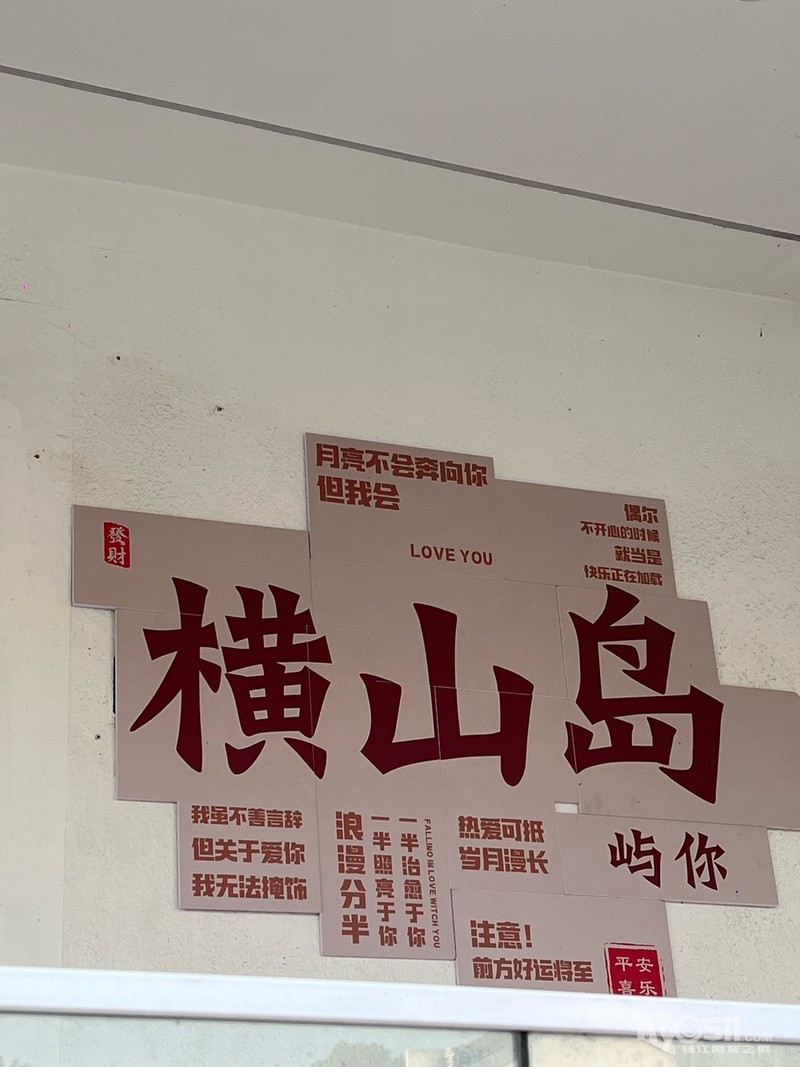 月亮不会奔向你
但我会
LOVE YOU
偶尔
不开心的时候
就当是
快乐正在加载
發財
横山岛
屿你
我虽不善言辞
但关于爱你
我无法掩饰
浪漫分半
一半照亮于你
一半治愈于你
FALLING IN LOVE WITCH YOU
热爱可抵
岁月漫长
注意！
前方好运将至
平安
喜乐